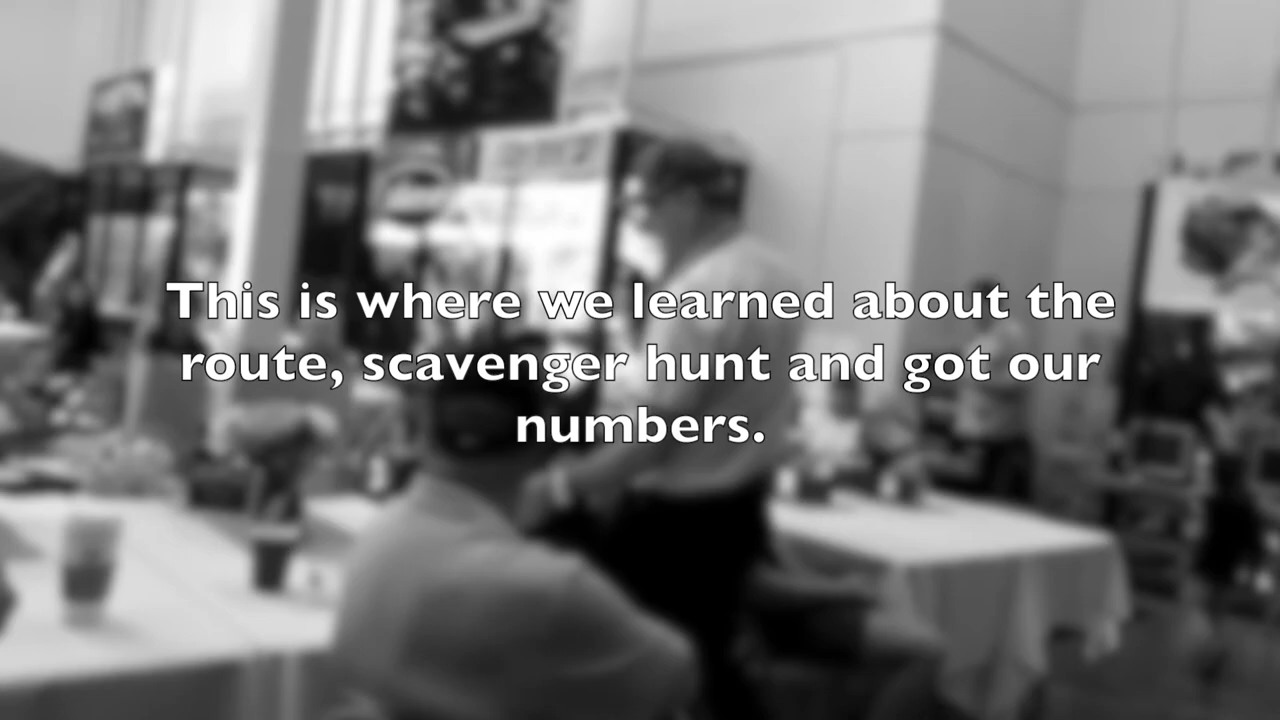 This is where we learned about the
route, scavenger hunt and got our
numbers.